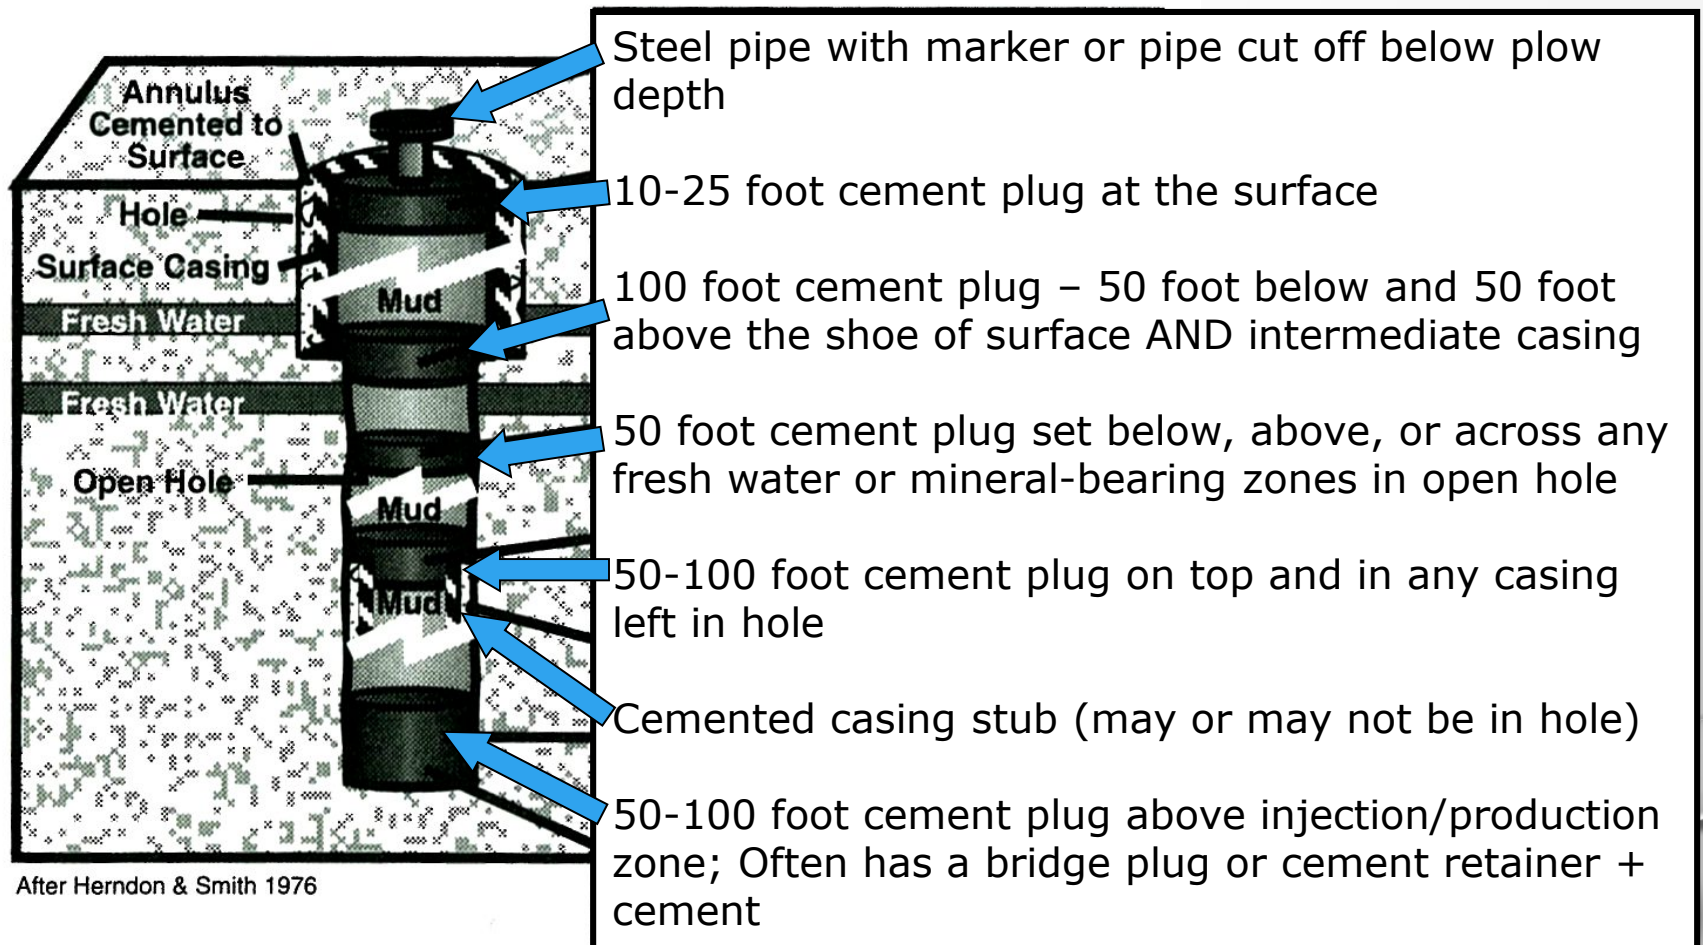 Annulus
Cemented to
Surface
Hole
Surface Casing
Mud
Fresh Water
Fresh Water
Open Hole
Mud
Mud
After Herndon & Smith 1976
Steel pipe with marker or pipe cut off below plow
depth
10-25 foot cement plug at the surface
100 foot cement plug – 50 foot below and 50 foot
above the shoe of surface AND intermediate casing
50 foot cement plug set below, above, or across any
fresh water or mineral-bearing zones in open hole
50-100 foot cement plug on top and in any casing
left in hole
Cemented casing stub (may or may not be in hole)
50-100 foot cement plug above injection/production
zone; Often has a bridge plug or cement retainer +
cement